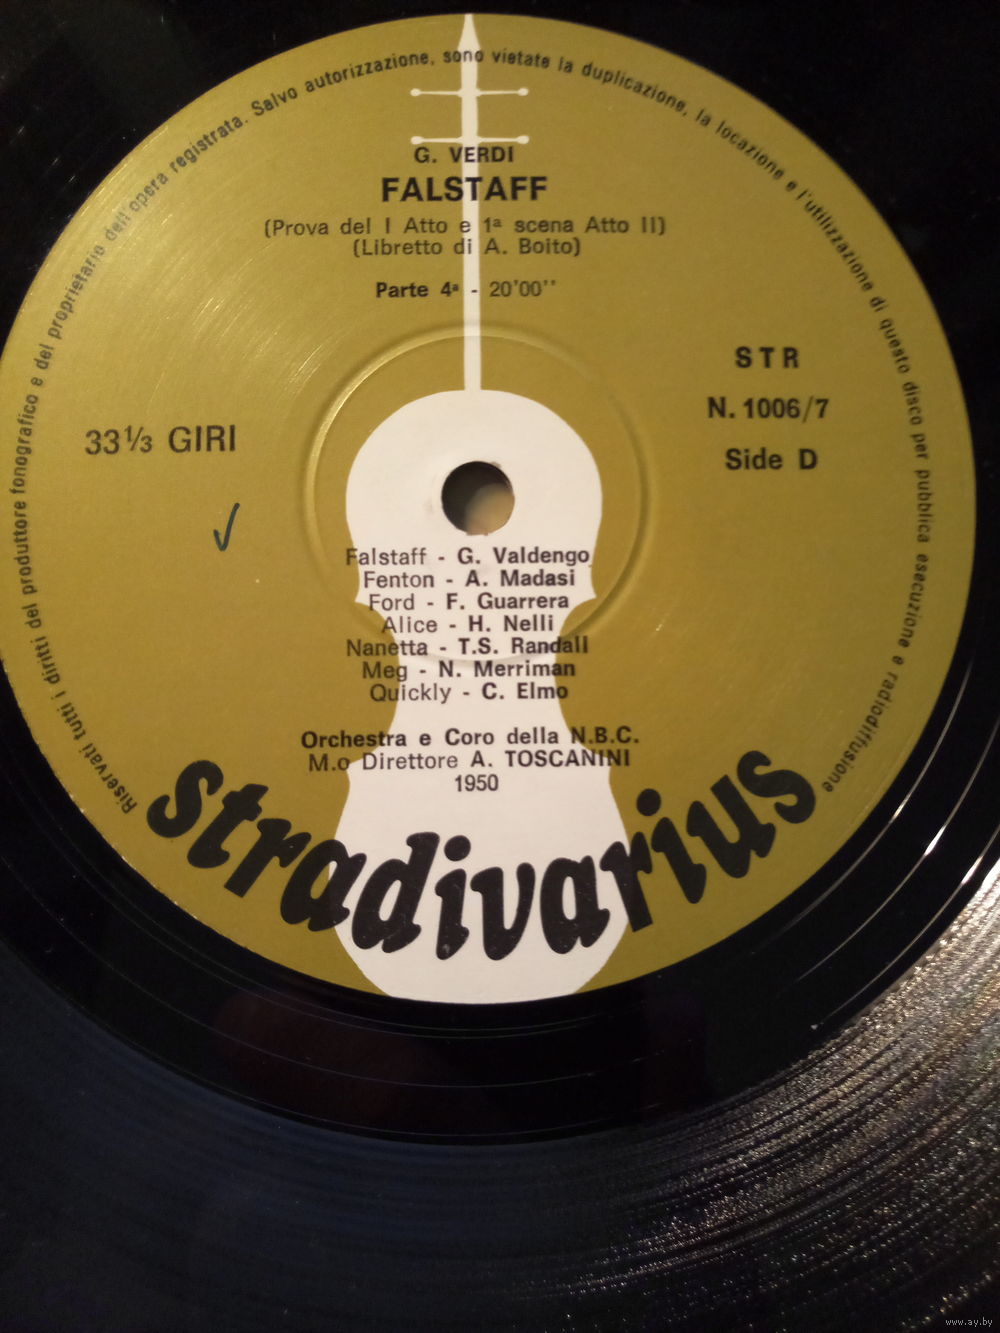 Riservati tutti i diritti del produttore fonografico e del proprietario dell'opera registrata. Salvo autorizzazione, sono vietate la duplicazione, la locazione e l'utilizzazione di questo disco per pubblica esecuzione e radiodiffusione
G. VERDI
FALSTAFF
(Prova del I Atto e 1ª scena Atto II)
(Libretto di A. Boito)
Parte 4ª - 20'00''
STR
N. 1006/7
Side D
33⅓ GIRI
Falstaff - G. Valdengo
Fenton - A. Madasi
Ford - F. Guarrera
Alice - H. Nelli
Nanetta - T.S. Randall
Meg - N. Merriman
Quickly - C. Elmo
Orchestra e Coro della N.B.C.
M.o Direttore A. TOSCANINI
1950
stradivarius
www.ay.by